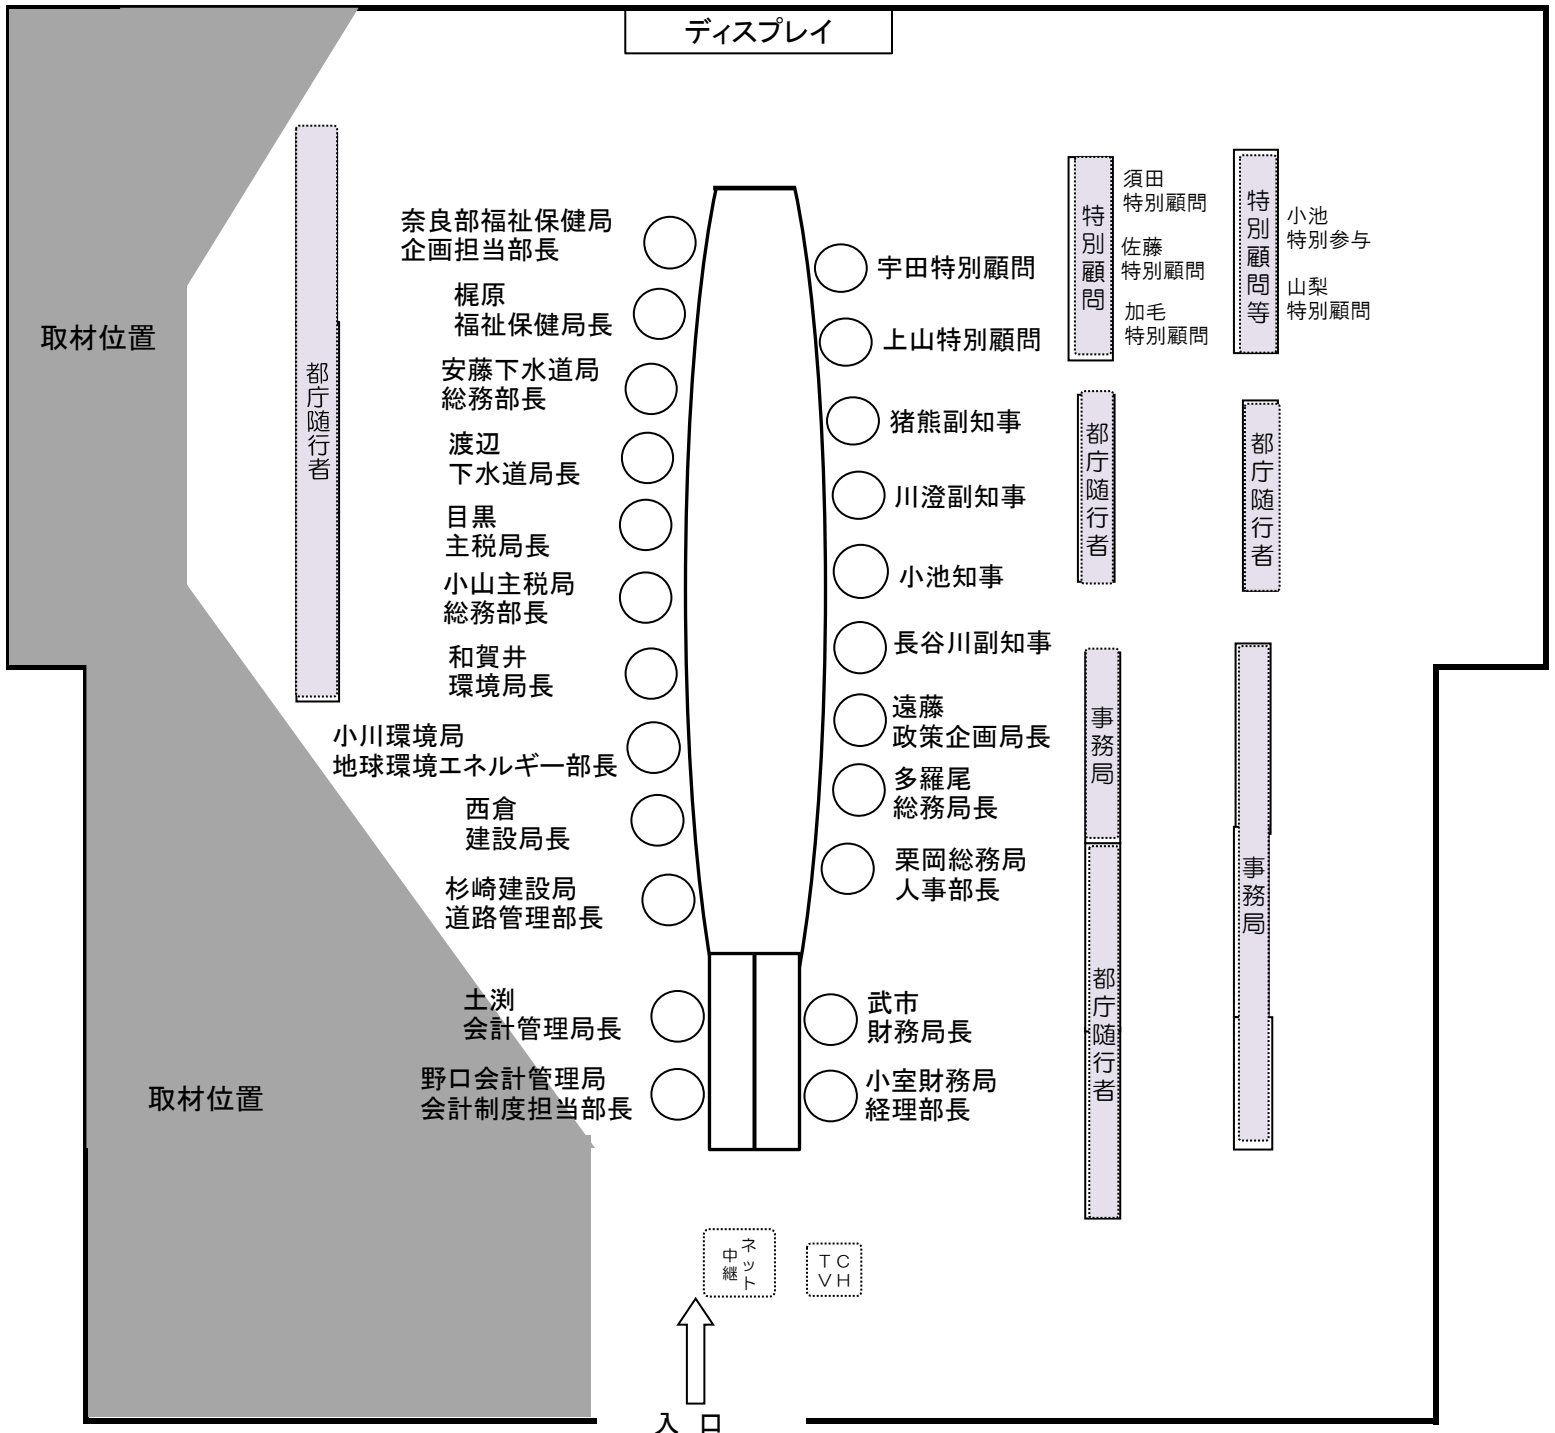 ディスプレイ
取材位置
都庁随行者
奈良部福祉保健局
企画担当部長
梶原
福祉保健局長
安藤下水道局
総務部長
渡辺
下水道局長
目黒
主税局長
小山主税局
総務部長
和賀井
環境局長
小川環境局
地球環境エネルギー部長
西倉
建設局長
杉崎建設局
道路管理部長
土渕
会計管理局長
野口会計管理局
会計制度担当部長
取材位置
宇田特別顧問
上山特別顧問
猪熊副知事
川澄副知事
小池知事
長谷川副知事
遠藤
政策企画局長
多羅尾
総務局長
栗岡総務局
人事部長
武市
財務局長
小室財務局
経理部長
特別顧問
須田
特別顧問
佐藤
特別顧問
加毛
特別顧問
特別顧問等
小池
特別参与
山梨
特別顧問
都庁随行者
都庁随行者
事務局
都庁随行者
事務局
ネット
中継
TC
VH
入 口